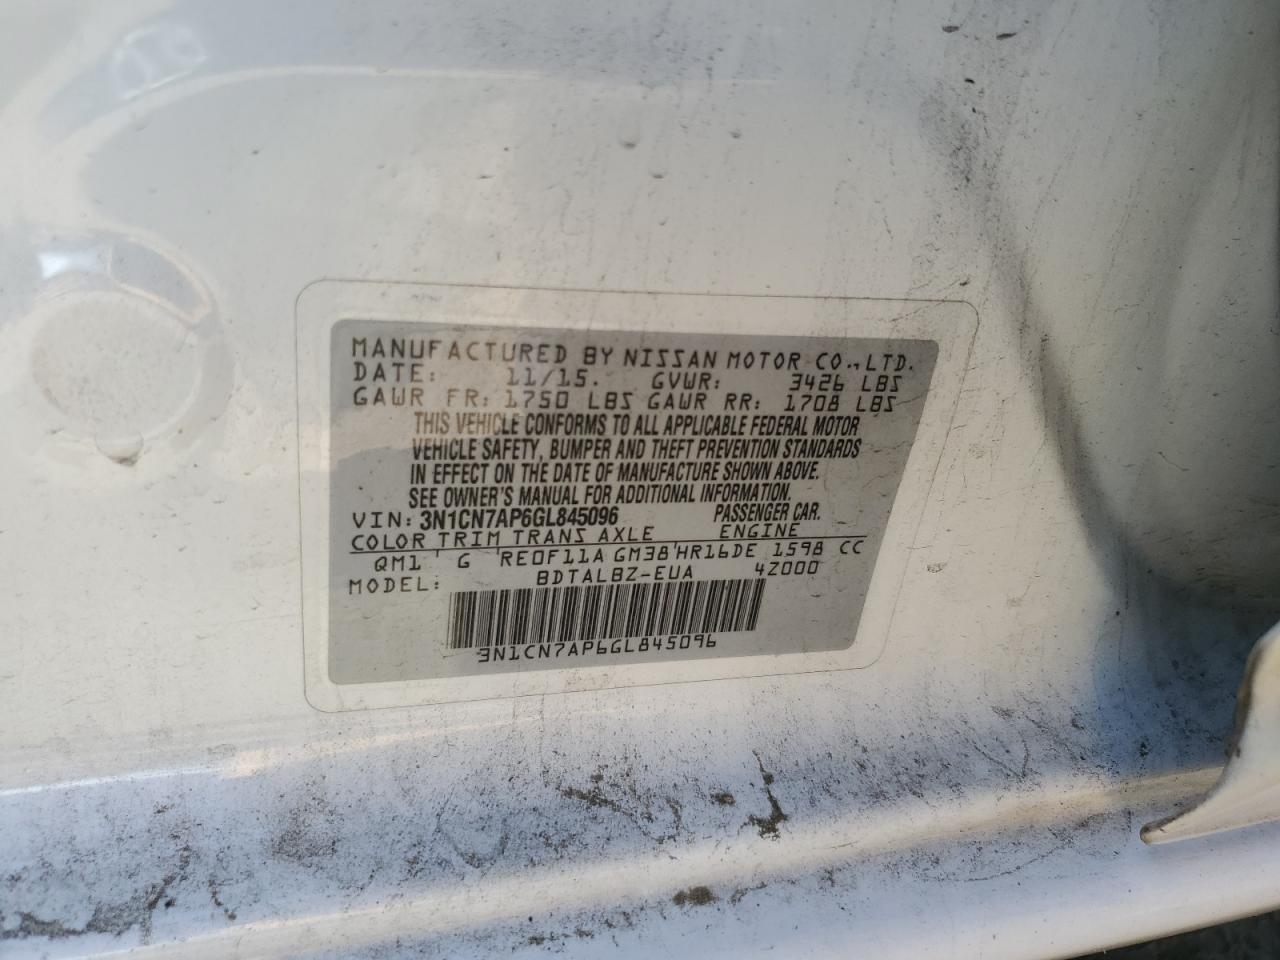 MANUFACTURED BY NISSAN MOTOR CO., LTD.
DATE: 11/15. GVWR: 3426 LBS
GAWR FR: 1750 LBS GAWR RR: 1708 LBS
THIS VEHICLE CONFORMS TO ALL APPLICABLE FEDERAL MOTOR
VEHICLE SAFETY, BUMPER AND THEFT PREVENTION STANDARDS
IN EFFECT ON THE DATE OF MANUFACTURE SHOWN ABOVE.
SEE OWNER'S MANUAL FOR ADDITIONAL INFORMATION.
VIN: 3N1CN7AP6GL845096 PASSENGER CAR.
COLOR TRIM TRANS AXLE ENGINE
QM1 G RE0F11A GM38 HR16DE 1598 CC
MODEL: BDTALBZ-EUA 4Z000
3N1CN7AP6GL845096